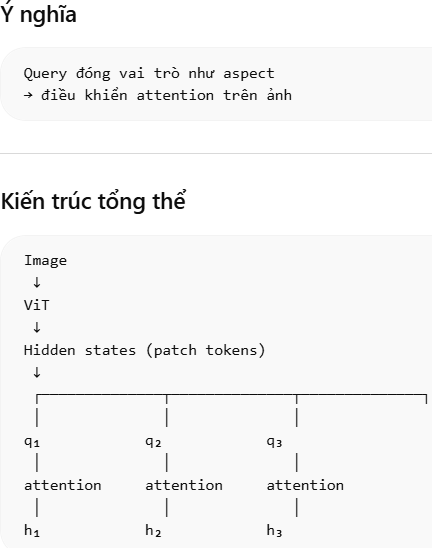 Ý nghĩa
Query đóng vai trò như aspect
→ điều khiển attention trên ảnh
Kiến trúc tổng thể
Image
↓
ViT
↓
Hidden states (patch tokens)
↓
┌──────────────┬──────────────┬──────────────┐
│              │              │
q₁            q₂            q₃
│              │              │
attention     attention     attention
│              │              │
h₁            h₂            h₃